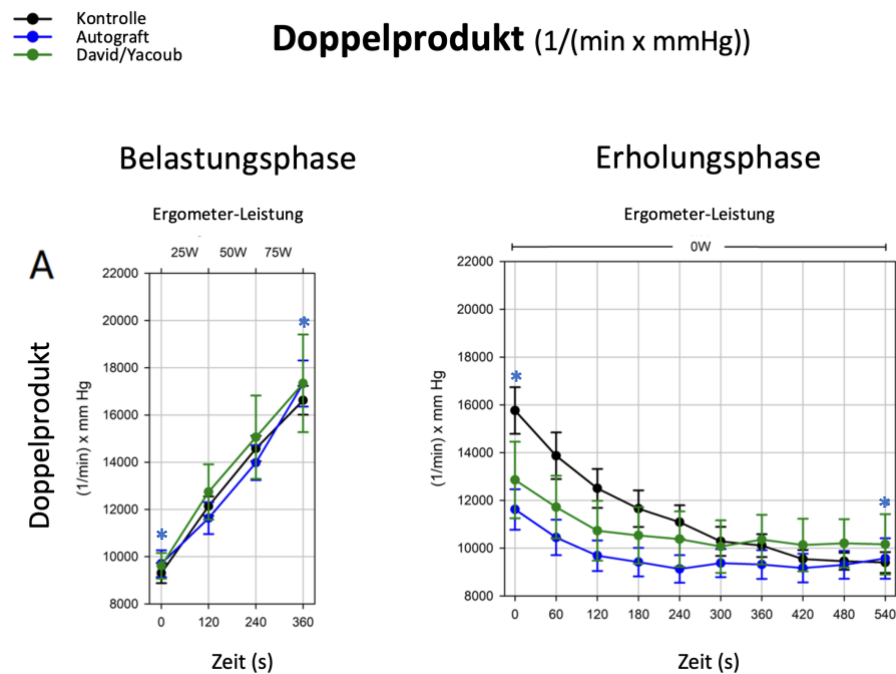 Kontrolle
Autograft
David/Yacoub
Doppelprodukt (1/(min x mmHg))
Belastungsphase
Erholungsphase
Ergometer-Leistung
Ergometer-Leistung
A
25W 50W 75W
0W
22000
20000
18000
16000
14000
12000
10000
8000
*
*
Doppelprodukt
(1/min) x mm Hg
0 120 240 360
Zeit (s)
22000
20000
18000
16000
14000
12000
10000
8000
*
*
(1/min) x mm Hg
0 60 120 180 240 300 360 420 480 540
Zeit (s)